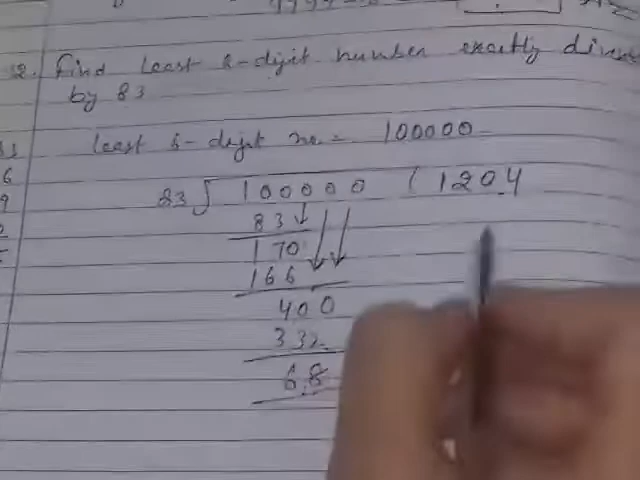 2. Find least 6-digit number exactly divisi
by 83
least 6-digit no. = 100000
83 ) 100000 ( 1204
83
170
166
400
332
68